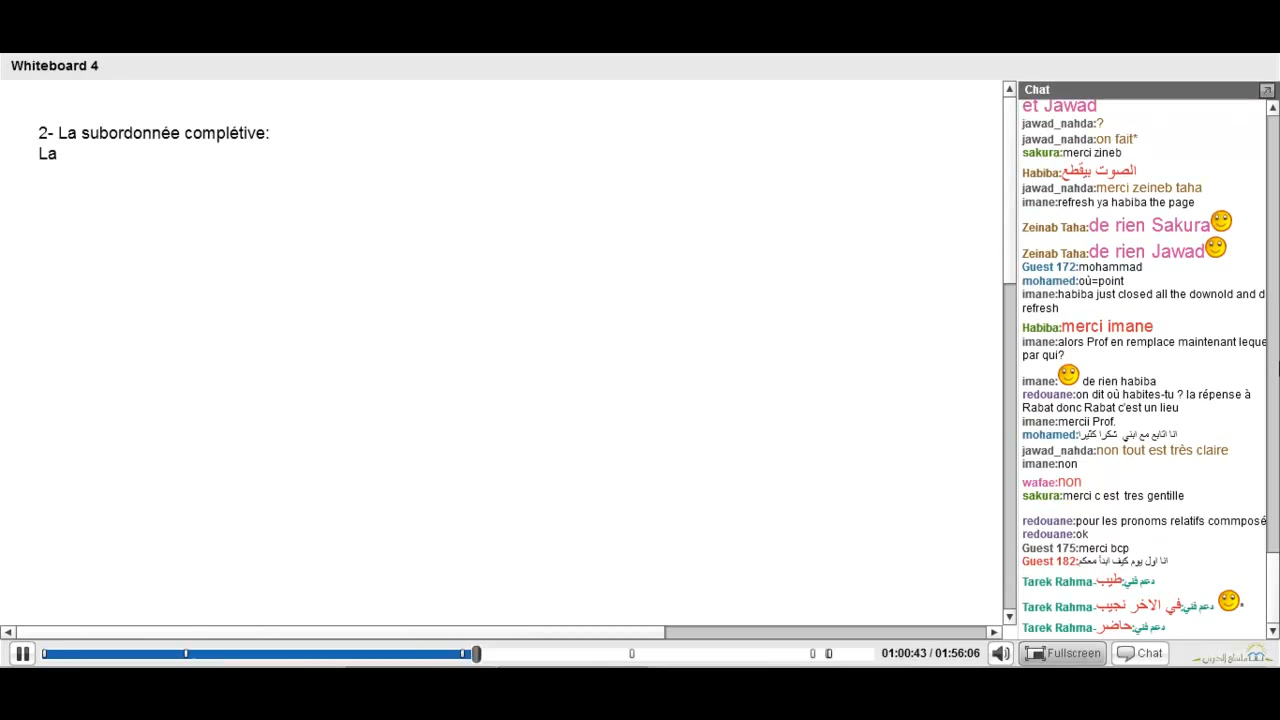 Whiteboard 4
2- La subordonnée complétive:
La
Chat
et Jawad
jawad_nahda:?
jawad_nahda:on fait*
sakura:merci zineb
Habiba:الصوت بيقطع
jawad_nahda:merci zeineb taha
imane:refresh ya habiba the page
Zeinab Taha:de rien Sakura
Zeinab Taha:de rien Jawad
Guest 172:mohammad
mohamed:où=point
imane:habiba just closed all the downold and d
refresh
Habiba:merci imane
imane:alors Prof en remplace maintenant leque
par qui?
imane: de rien habiba
redouane:on dit où habites-tu ? la répense à
Rabat donc Rabat c'est un lieu
imane:mercii Prof.
mohamed:انا اتابع مع ابني شكرا كثيرا
jawad_nahda:non tout est très claire
imane:non
wafae:non
sakura:merci c est tres gentille
redouane:pour les pronoms relatifs commposé
redouane:ok
Guest 175:merci bcp
Guest 182:انا اول يوم كيف ابدأ معكم
Tarek Rahma-دعم فني:طيب
Tarek Rahma-دعم فني:في الاخر نجيب*
Tarek Rahma-دعم فني:حاضر
01:00:43 / 01:56:06
Fullscreen
Chat